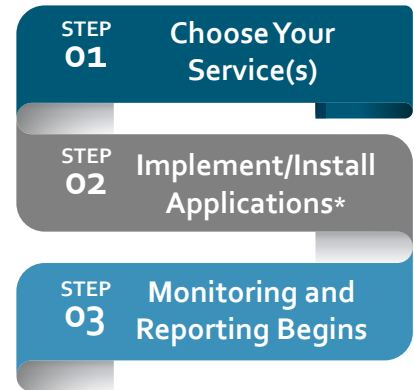 STEP
01
Choose Your
Service(s)
STEP
02
Implement/Install
Applications*
STEP
03
Monitoring and
Reporting Begins